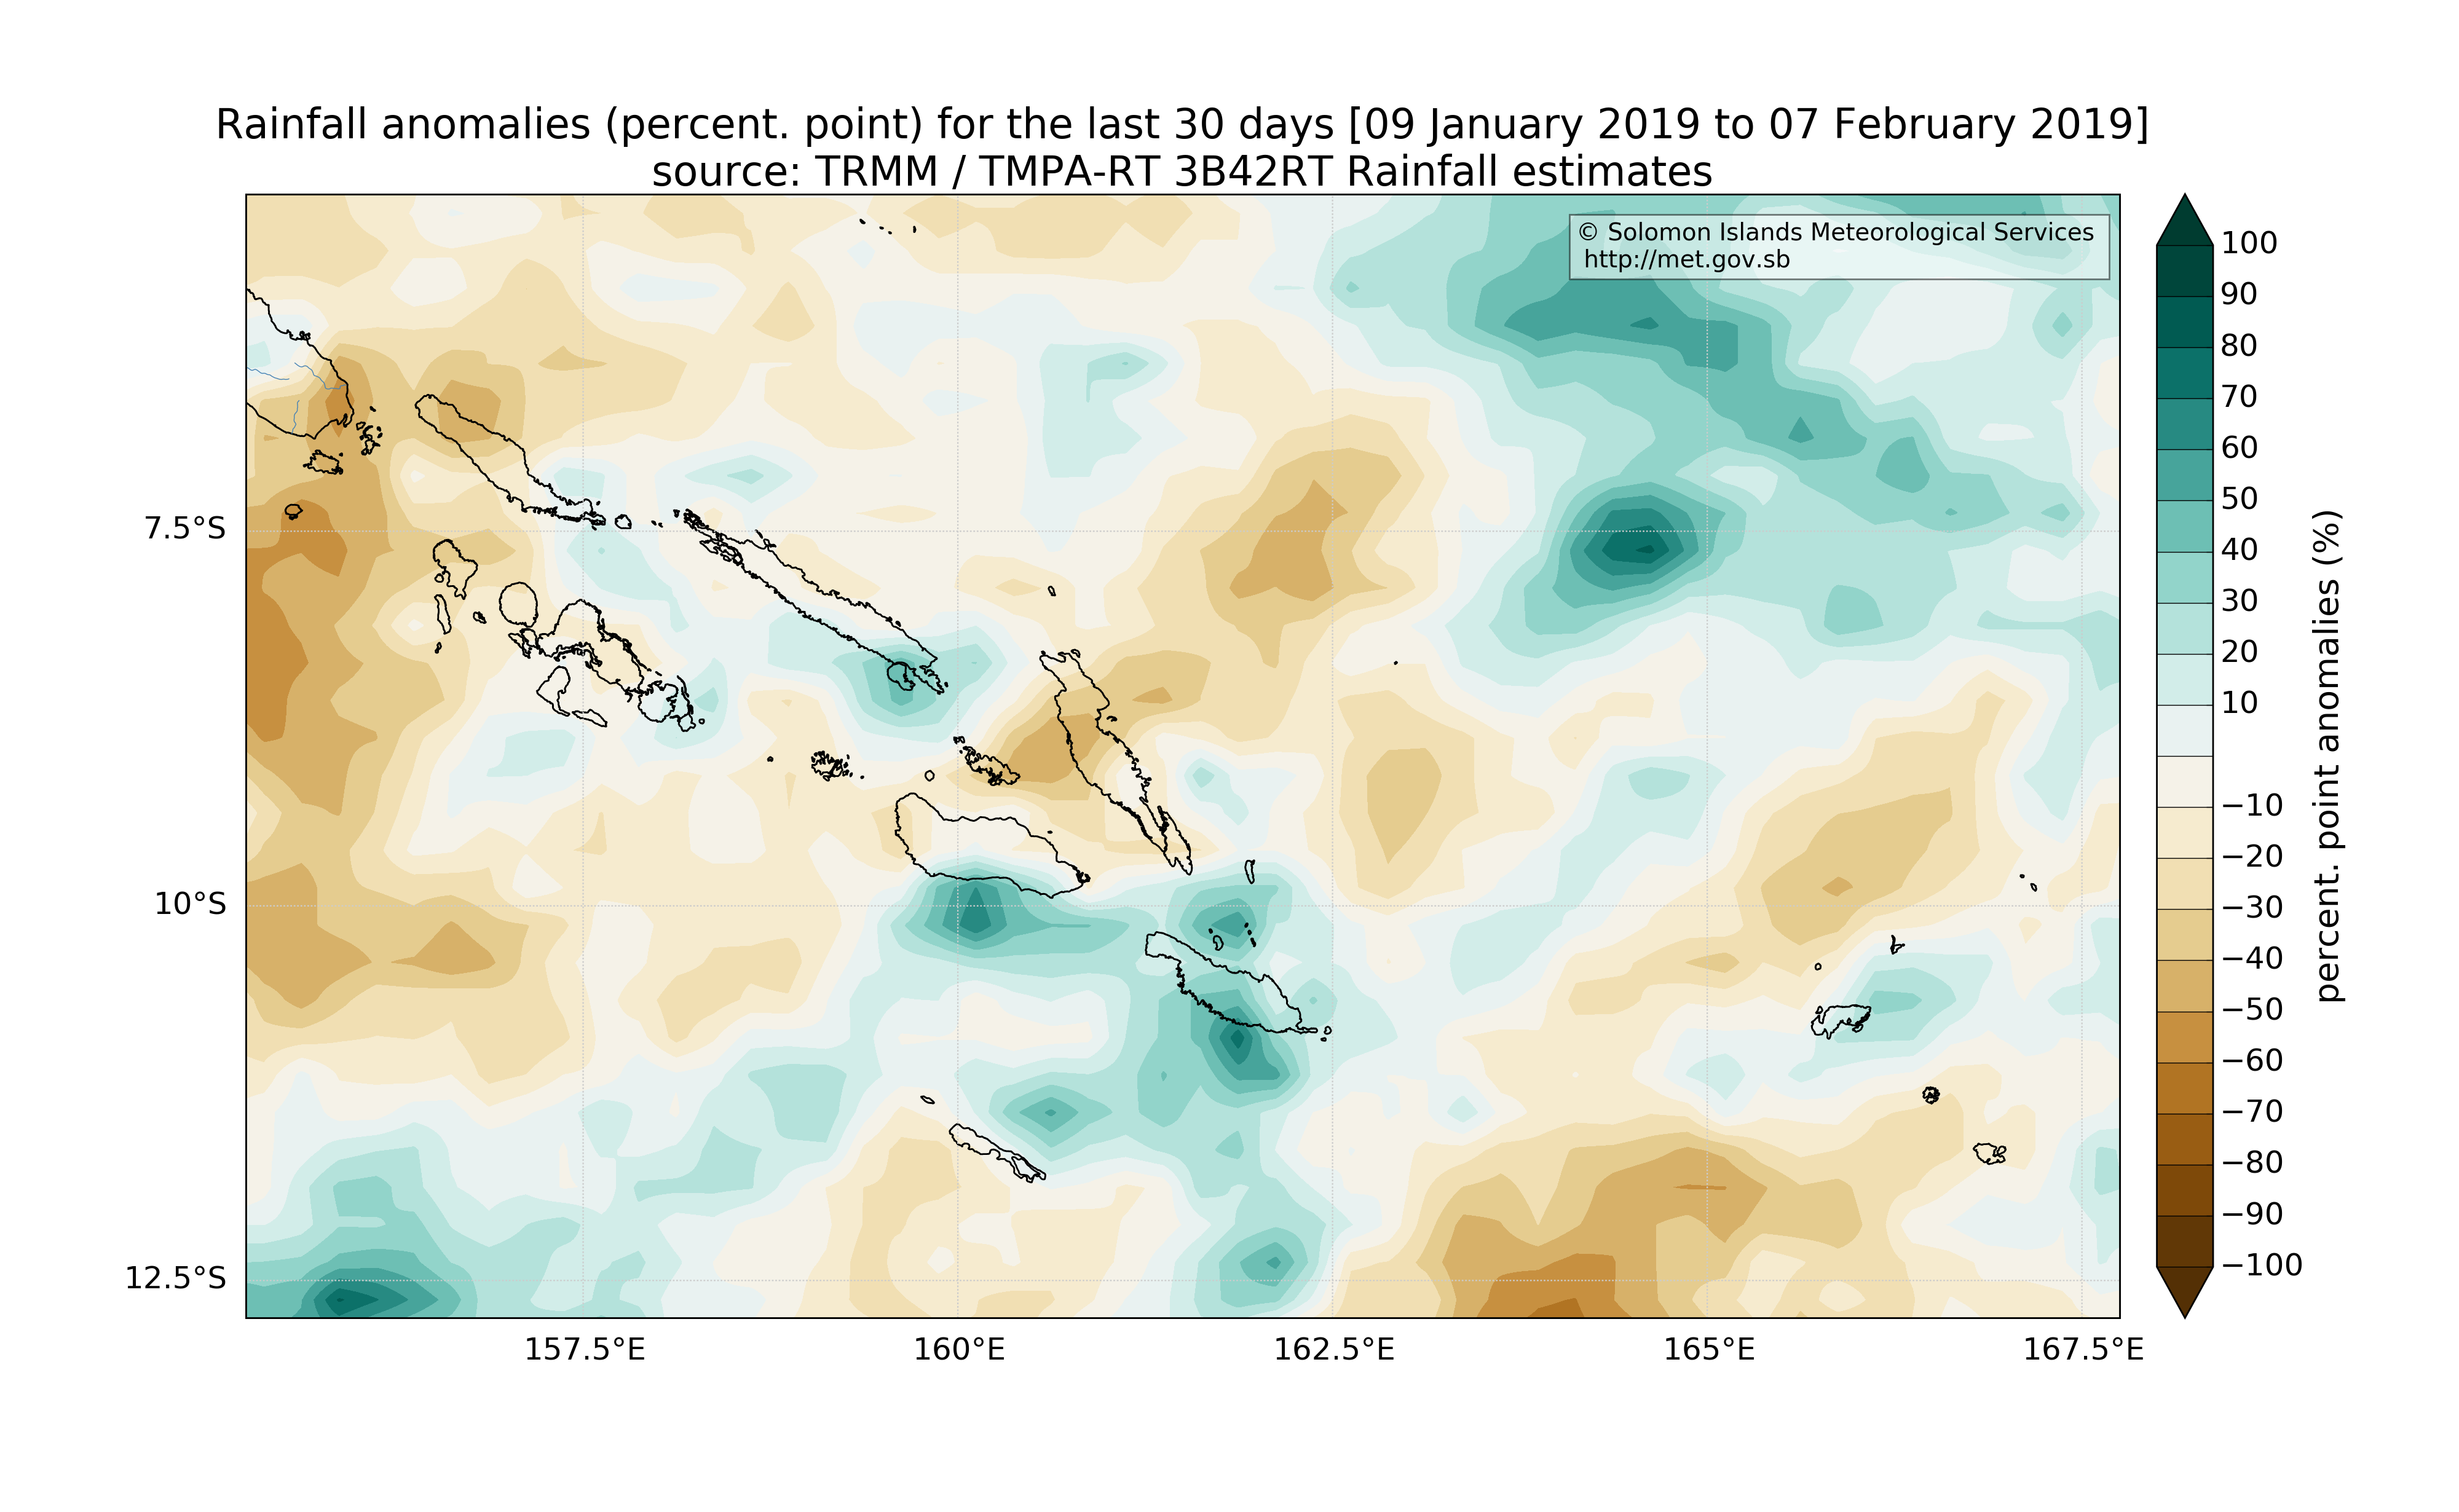 Rainfall anomalies (percent. point) for the last 30 days [09 January 2019 to 07 February 2019]
source: TRMM / TMPA-RT 3B42RT Rainfall estimates
© Solomon Islands Meteorological Services
http://met.gov.sb
7.5°S
10°S
12.5°S
157.5°E
160°E
162.5°E
165°E
167.5°E
100
90
80
70
60
50
40
30
20
10
−10
−20
−30
−40
−50
−60
−70
−80
−90
−100
percent. point anomalies (%)